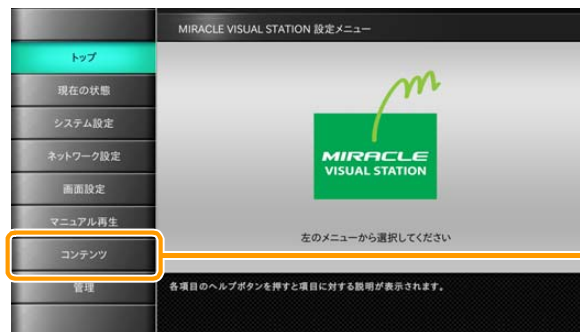 MIRACLE VISUAL STATION 設定メニュー
トップ
現在の状態
システム設定
ネットワーク設定
画面設定
マニュアル再生
コンテンツ
管理
MIRACLE
VISUAL STATION
左のメニューから選択してください
各項目のヘルプボタンを押すと項目に対する説明が表示されます。